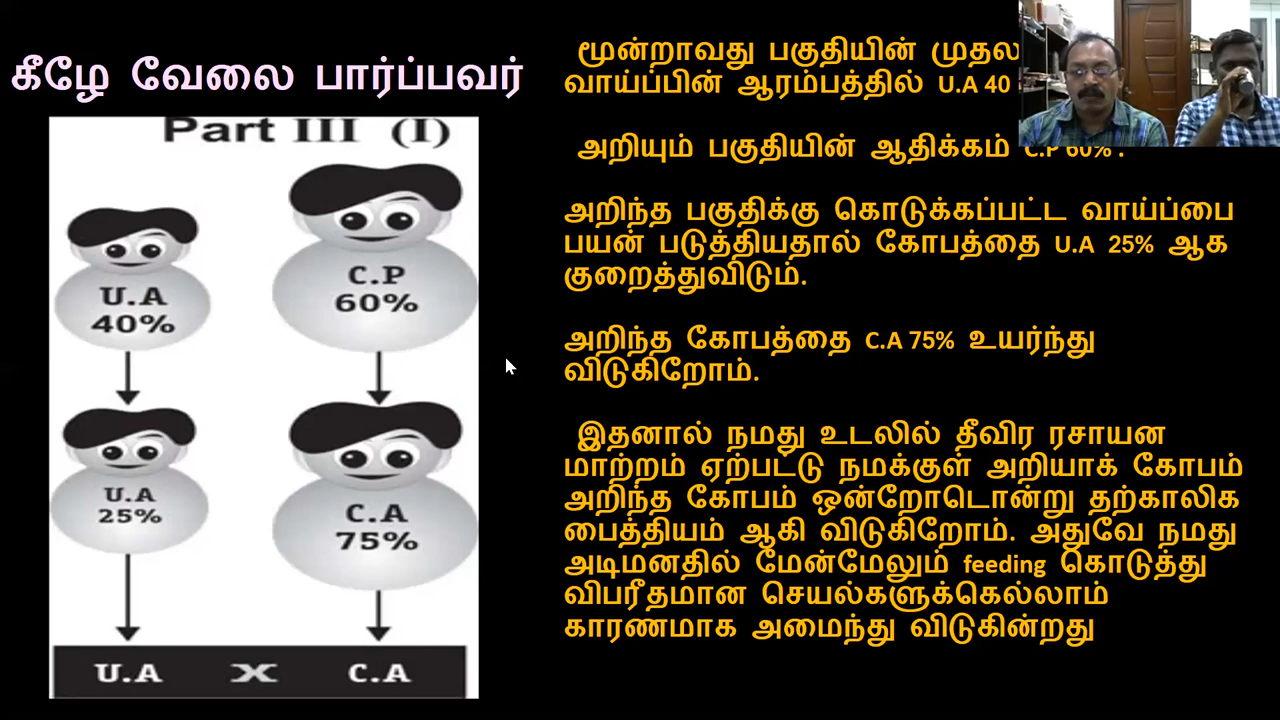 கீழே வேலை பார்ப்பவர்
Part III (I)
U.A
40%
C.P
60%
U.A
25%
C.A
75%
U.A X C.A
மூன்றாவது பகுதியின்
வாய்ப்பின் ஆரம்பத்தில் U.A 40
அறியும் பகுதியின் ஆதிக்கம் C.P 60% .
அறிந்த பகுதிக்கு கொடுக்கப்பட்ட வாய்ப்பை
பயன் படுத்தியதால் கோபத்தை U.A 25% ஆக
குறைத்துவிடும்.
அறிந்த கோபத்தை C.A 75% உயர்ந்து
விடுகிறோம்.
இதனால் நமது உடலில் தீவிர ரசாயன
மாற்றம் ஏற்பட்டு நமக்குள் அறியாக் கோபம்
அறிந்த கோபம் ஒன்றோடொன்று தற்காலிக
பைத்தியம் ஆகி விடுகிறோம். அதுவே நமது
அடிமனதில் மேன்மேலும் feeding கொடுத்து
விபரீதமான செயல்களுக்கெல்லாம்
காரணமாக அமைந்து விடுகின்றது